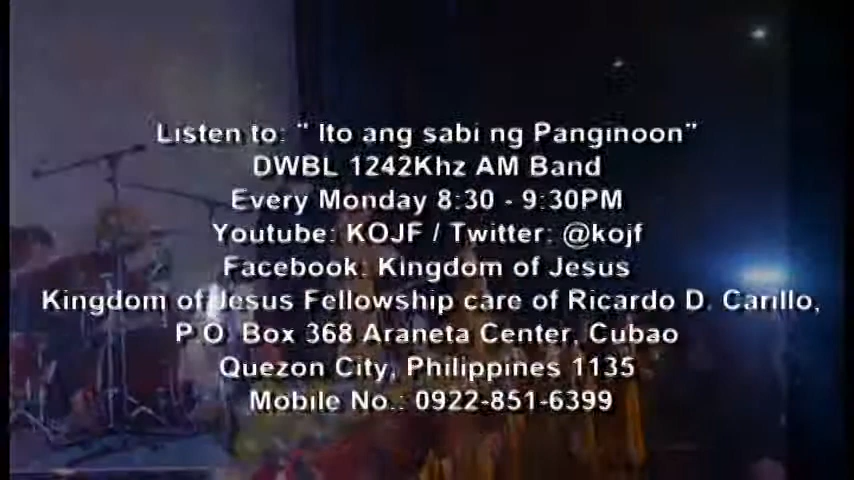 Listen to: " Ito ang sabi ng Panginoon"
DWBL 1242Khz AM Band
Every Monday 8:30 - 9:30PM
Youtube: KOJF / Twitter: @kojf
Facebook: Kingdom of Jesus
Kingdom of Jesus Fellowship care of Ricardo D. Carillo,
P.O. Box 368 Araneta Center, Cubao
Quezon City, Philippines 1135
Mobile No.: 0922-851-6399